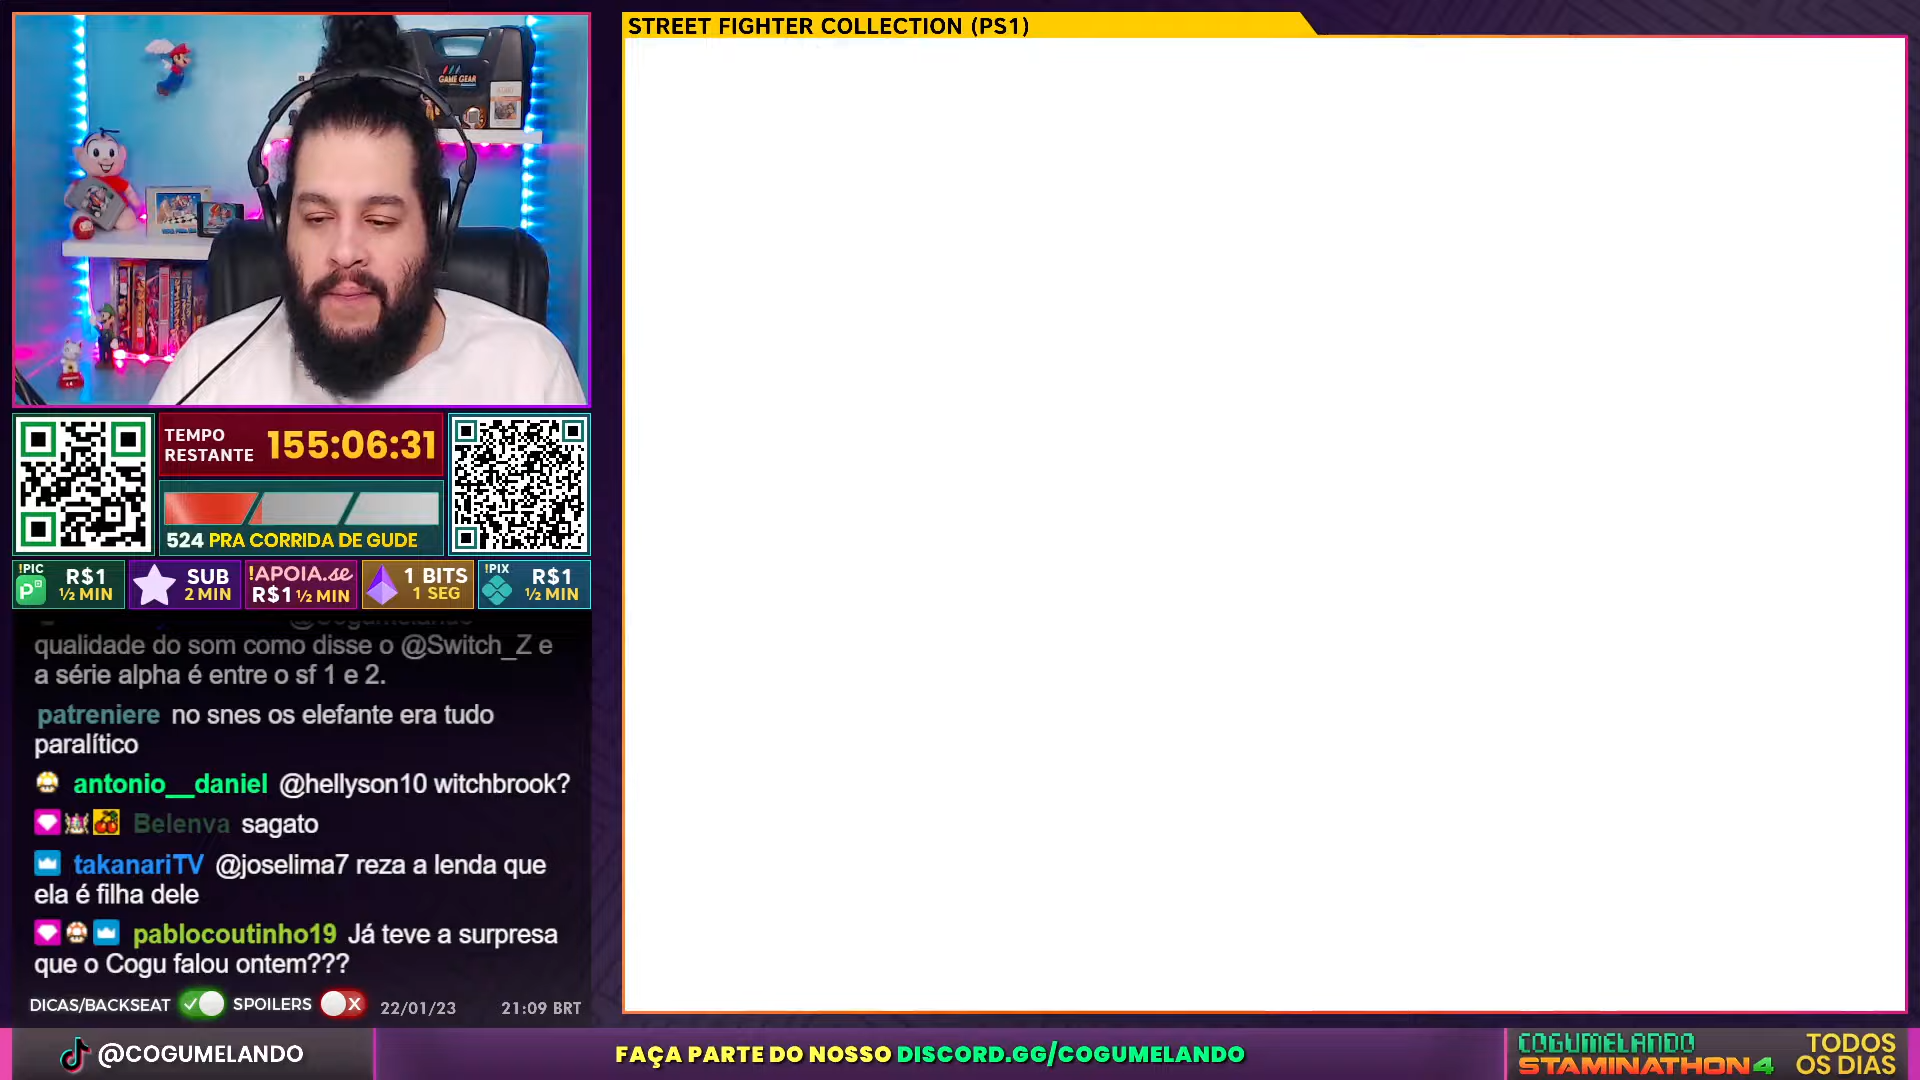 STREET FIGHTER COLLECTION (PS1)
GAME GEAR
TEMPO
RESTANTE
155:06:31
524 PRA CORRIDA DE GUDE
!PIC
R$1
½ MIN
SUB
2 MIN
!APOIA.se
R$1 ½ MIN
1 BITS
1 SEG
!PIX
R$1
½ MIN
qualidade do som como disse o @Switch_Z e
a série alpha é entre o sf 1 e 2.
patreniere no snes os elefante era tudo
paralítico
antonio__daniel @hellyson10 witchbrook?
Belenva sagato
takanariTV @joselima7 reza a lenda que
ela é filha dele
pablocoutinho19 Já teve a surpresa
que o Cogu falou ontem???
DICAS/BACKSEAT SPOILERS X 22/01/23 21:09 BRT
@COGUMELANDO
FAÇA PARTE DO NOSSO DISCORD.GG/COGUMELANDO
COGUMELANDO
STAMINATHON 4
TODOS
OS DIAS